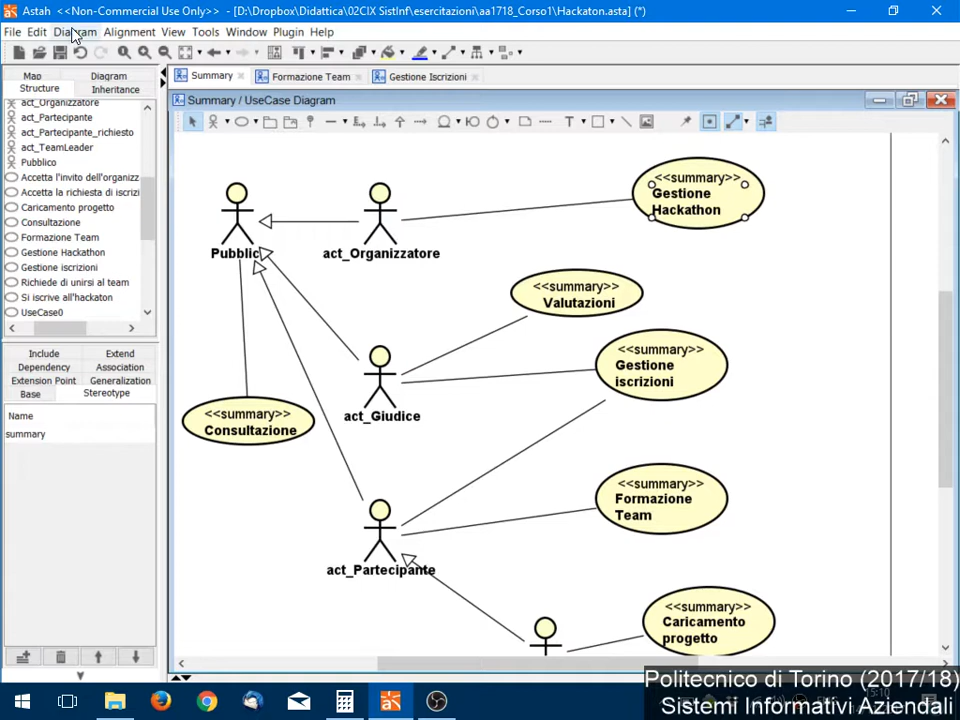 Astah <<Non-Commercial Use Only>> - [D:\Dropbox\Didattica\02CIX SistInf\esercitazioni\aa1718_Corso1\Hackaton.asta] (*)
File Edit Diagram Alignment View Tools Window Plugin Help
Map Diagram
Structure Inheritance
Summary Formazione Team Gestione Iscrizioni
Summary / UseCase Diagram
act_Organizzatore
act_Partecipante
act_Partecipante_richiesto
act_TeamLeader
Pubblico
Accetta l'invito dell'organizz
Accetta la richiesta di iscrizi
Caricamento progetto
Consultazione
Formazione Team
Gestione Hackathon
Gestione iscrizioni
Richiede di unirsi al team
Si iscrive all'hackaton
UseCase0
Include Extend
Dependency Association
Extension Point Generalization
Base Stereotype
Name
summary
<<summary>>
Gestione
Hackathon
Pubblic
act_Organizzatore
<<summary>>
Valutazioni
<<summary>>
Gestione
iscrizioni
act_Giudice
<<summary>>
Consultazione
<<summary>>
Formazione
Team
act_Partecipante
<<summary>>
Caricamento
progetto
Politecnico di Torino (2017/18)
Sistemi Informativi Aziendali